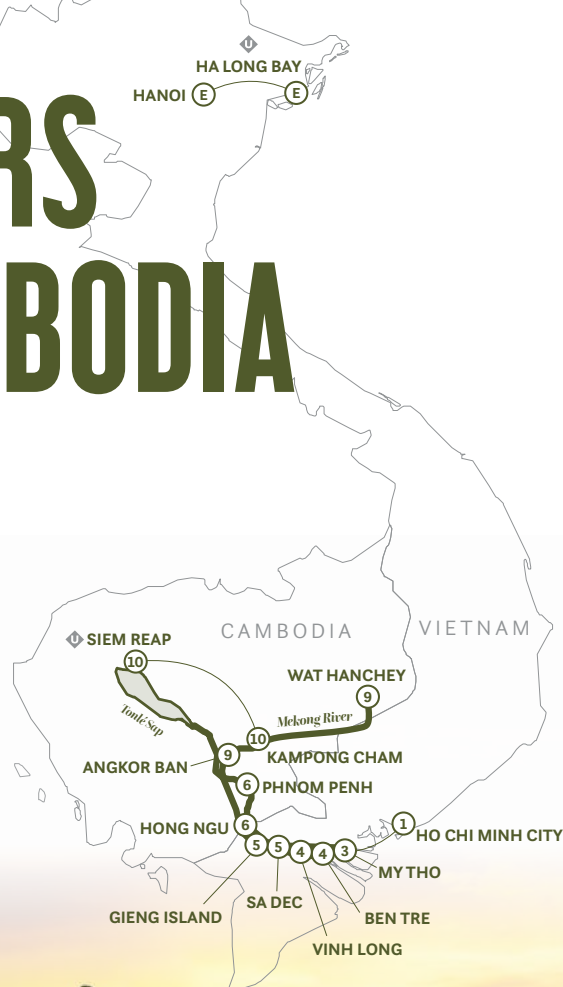 U
HA LONG BAY
HANOI E E
RS
BODIA
U SIEM REAP
CAMBODIA
VIETNAM
10
WAT HANCHEY
9
Tonlé Sap
Mekong River
10
9
KAMPONG CHAM
ANGKOR BAN
6 PHNOM PENH
HONG NGU 6
1 HO CHI MINH CITY
5 5 4 4 3
MY THO
SA DEC
GIENG ISLAND
BEN TRE
VINH LONG